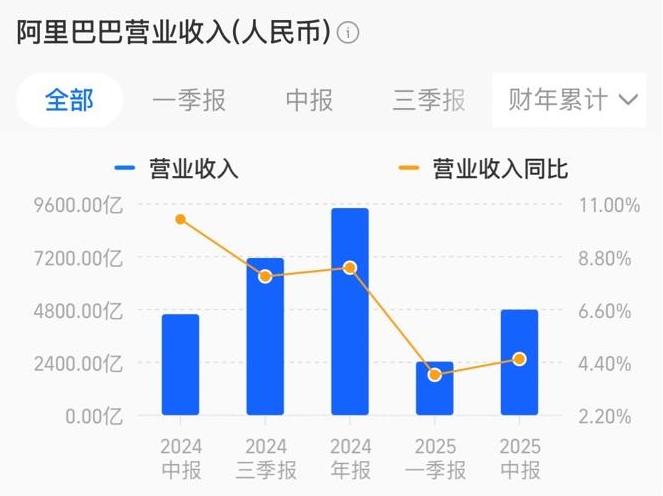 阿里巴巴营业收入(人民币)
全部 一季报 中报 三季报 财年累计
营业收入 营业收入同比
9600.00亿 11.00%
7200.00亿 8.80%
4800.00亿 6.60%
2400.00亿 4.40%
0.00亿 2.20%
2024 2024 2024 2025 2025
中报 三季报 年报 一季报 中报